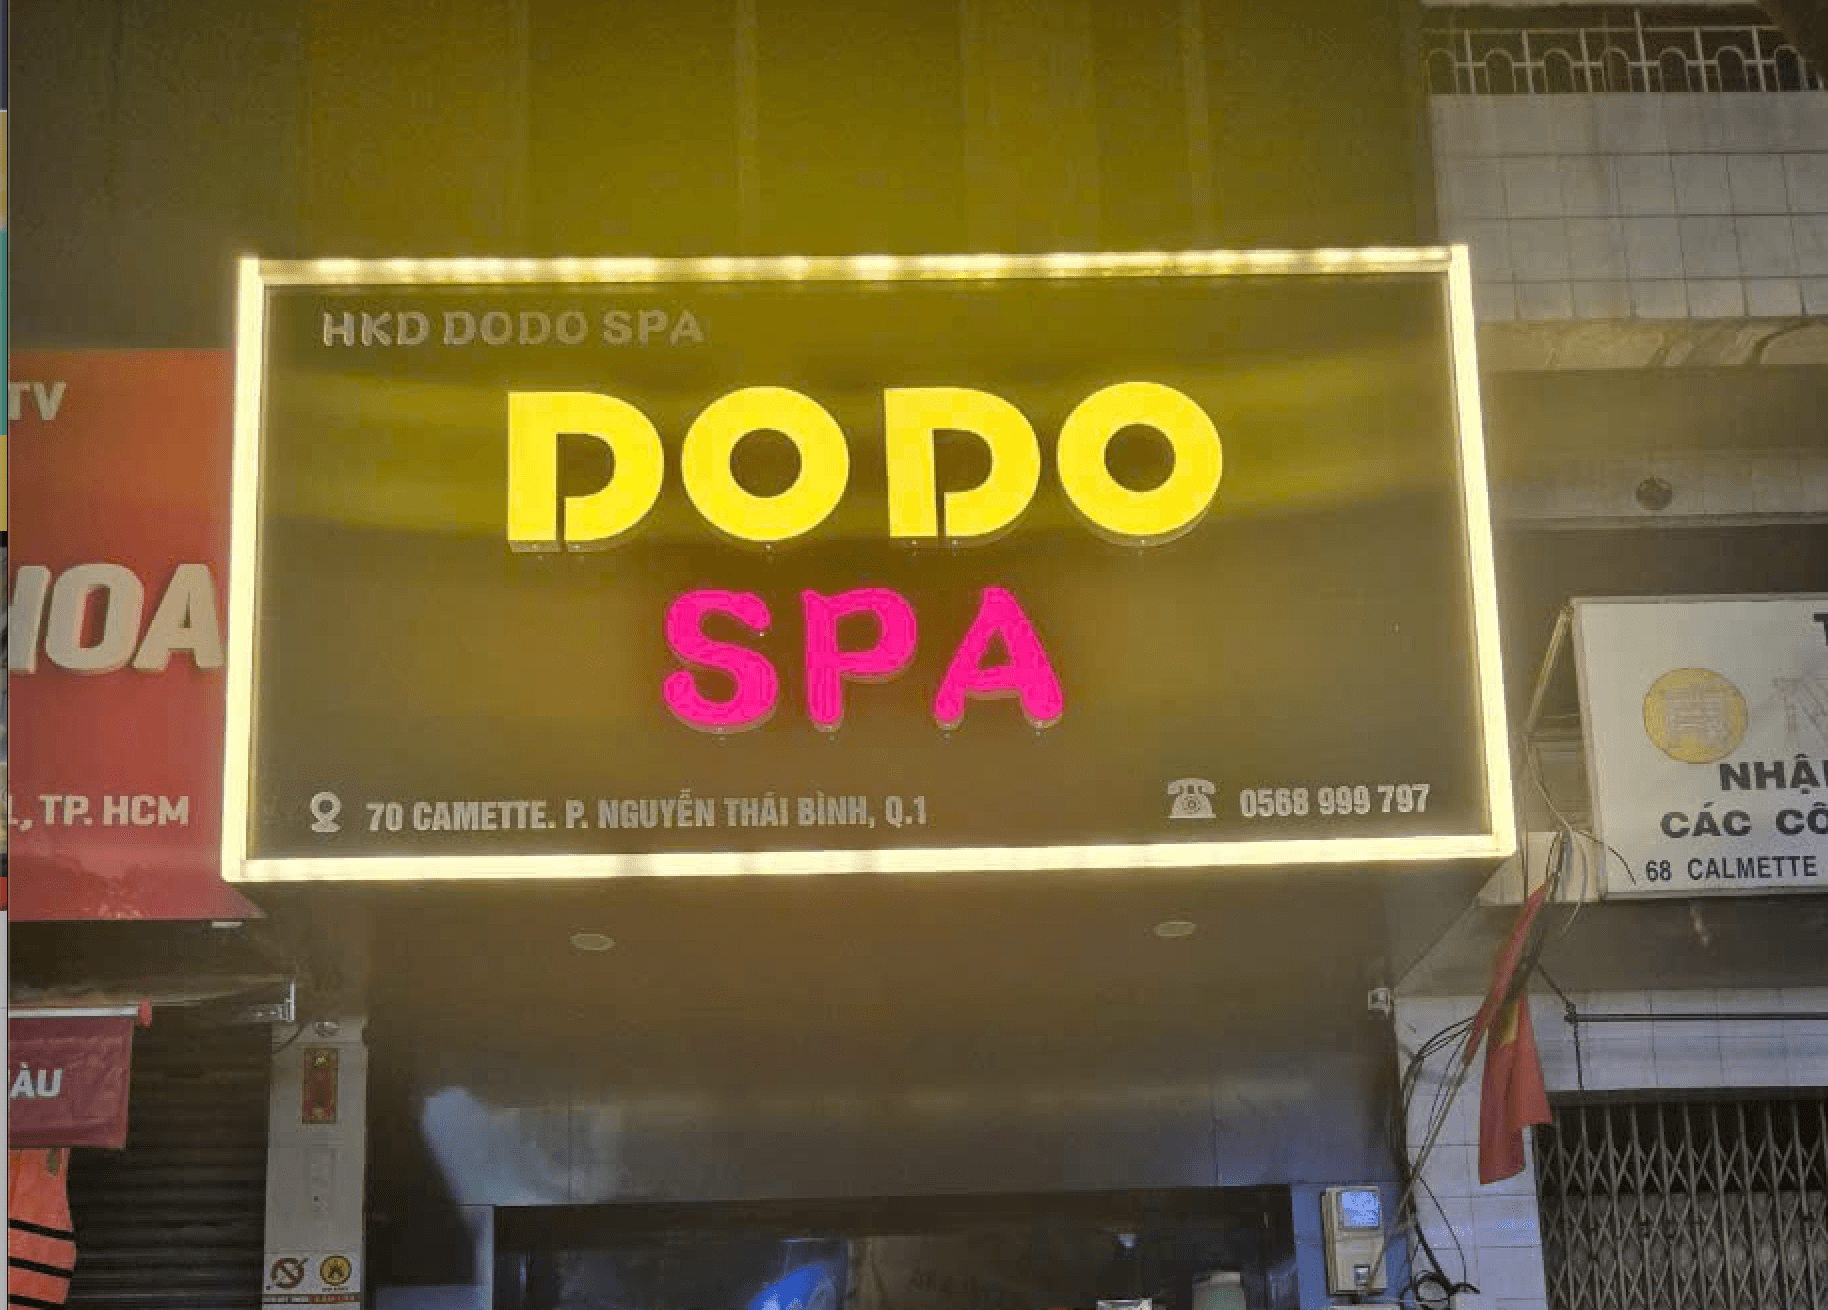 HKD DODO SPA
DODO
SPA
70 CAMETTE. P. NGUYỄN THÁI BÌNH, Q.1
0568 999 797
TV
HOA
., TP. HCM
ÀU
NHẬ
CÁC CÔ
68 CALMETTE